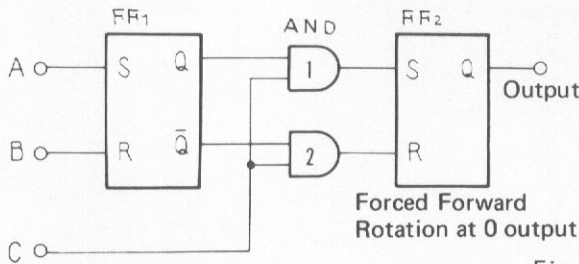 FF1 AND FF2
A S Q 1 S Q Output
B R Q̄ 2 R
Forced Forward
Rotation at 0 output
C